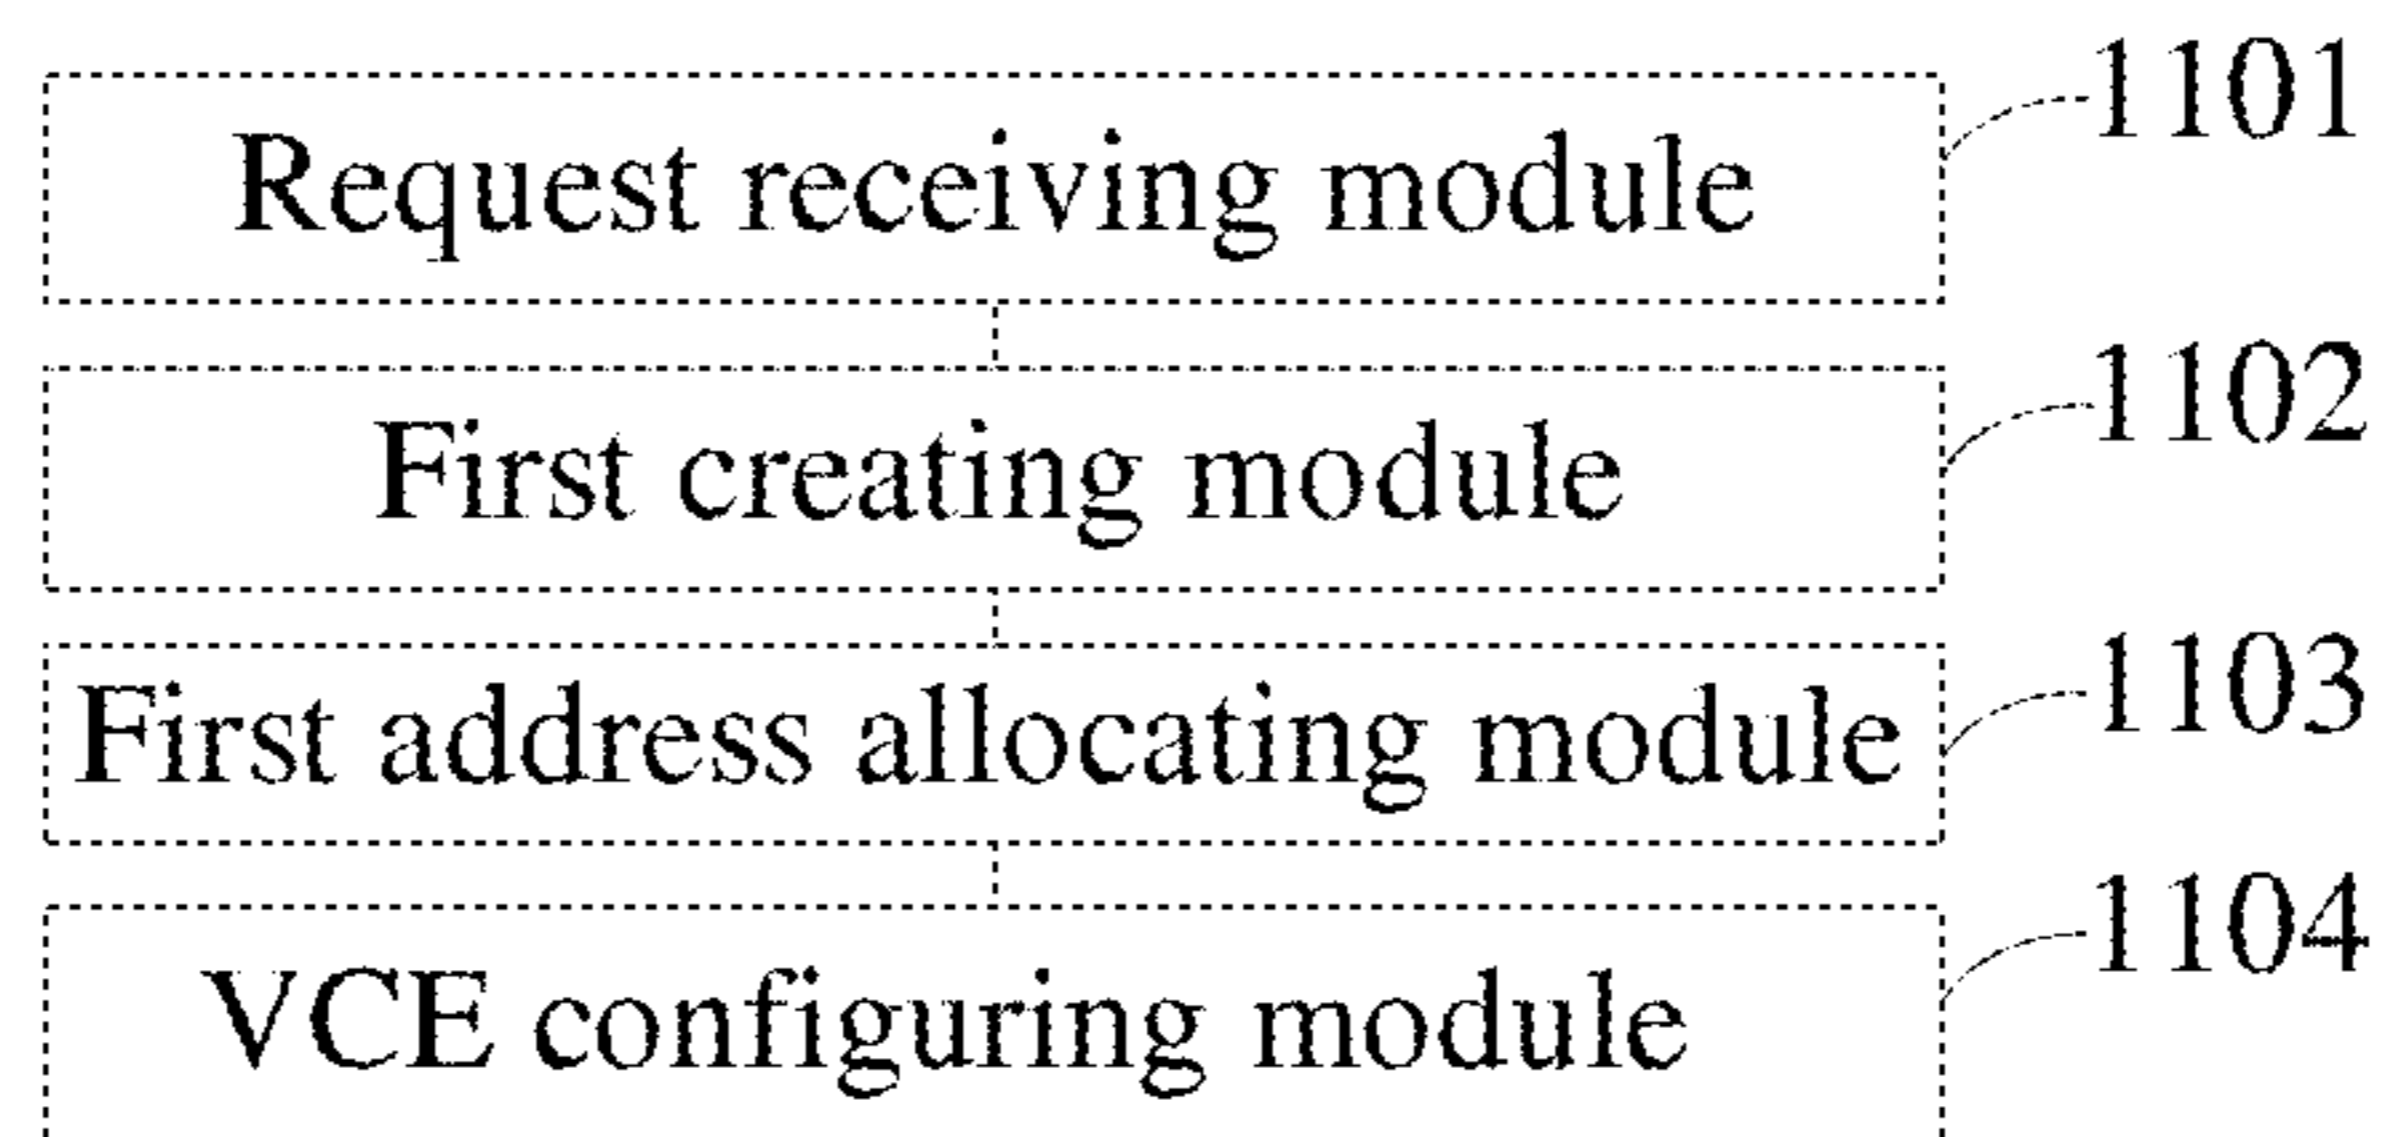 Request receiving module 1101
First creating module 1102
First address allocating module 1103
VCE configuring module 1104